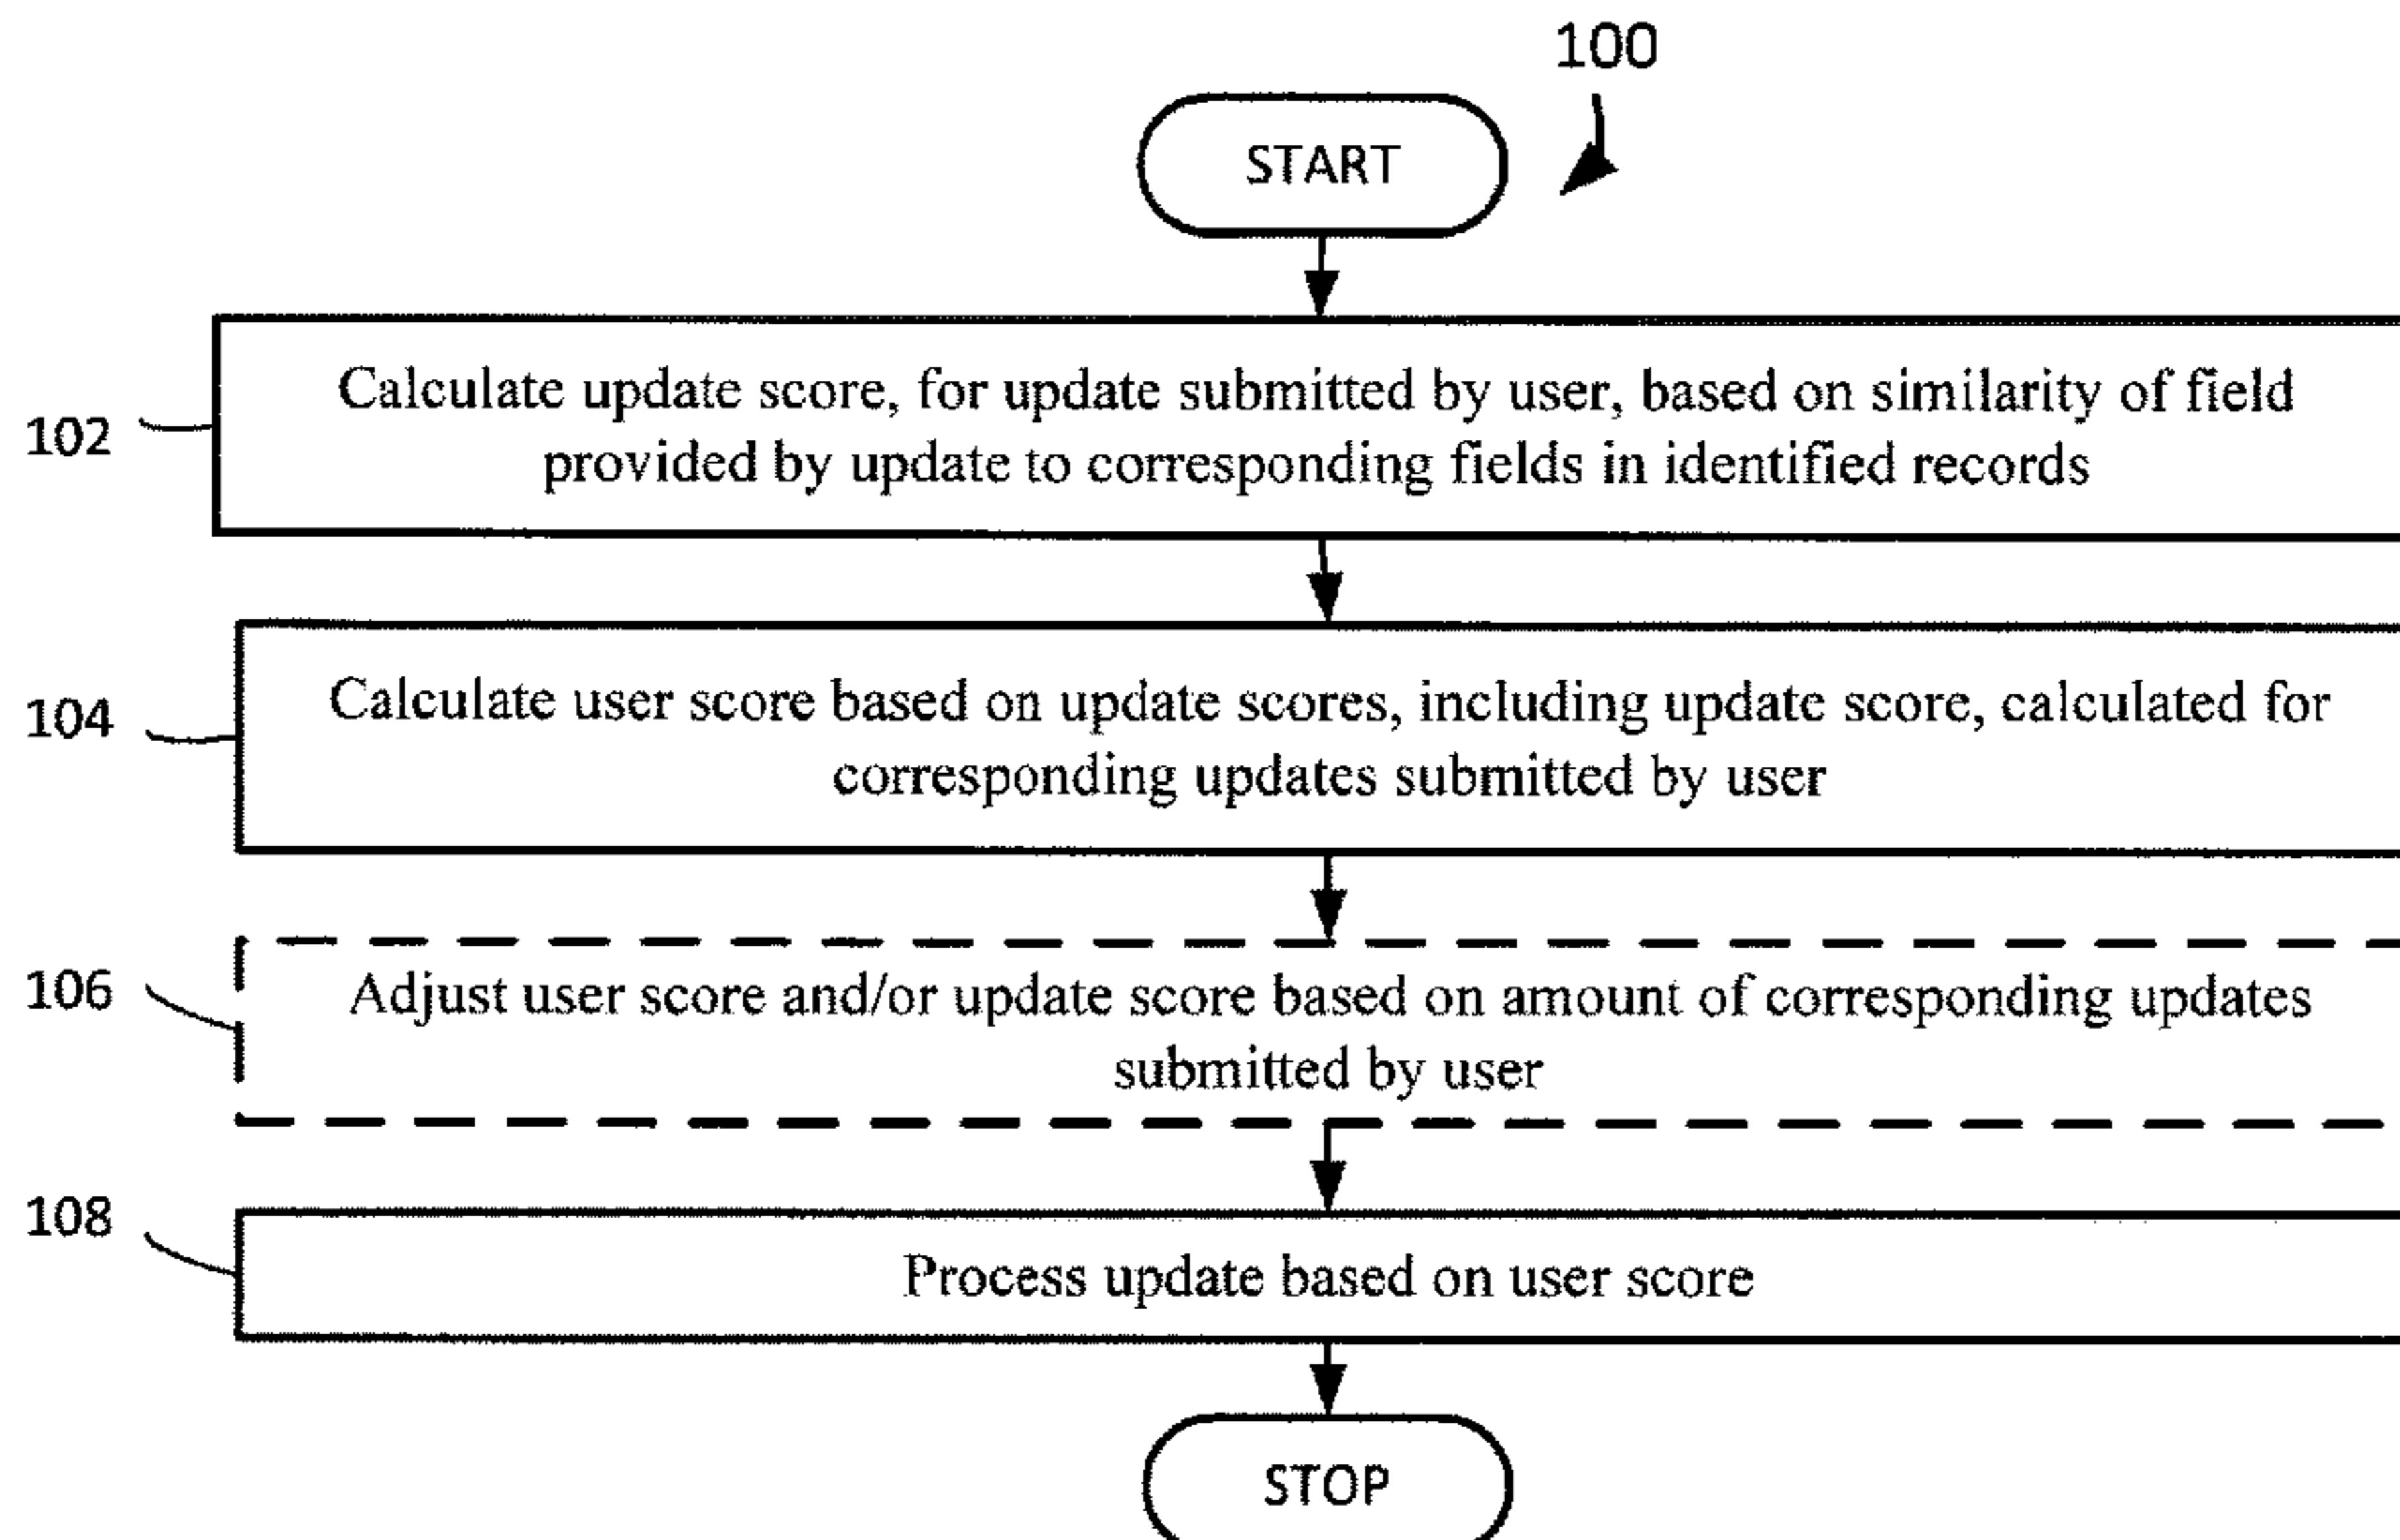 100
START
102
Calculate update score, for update submitted by user, based on similarity of field
provided by update to corresponding fields in identified records
104
Calculate user score based on update scores, including update score, calculated for
corresponding updates submitted by user
106
Adjust user score and/or update score based on amount of corresponding updates
submitted by user
108
Process update based on user score
STOP